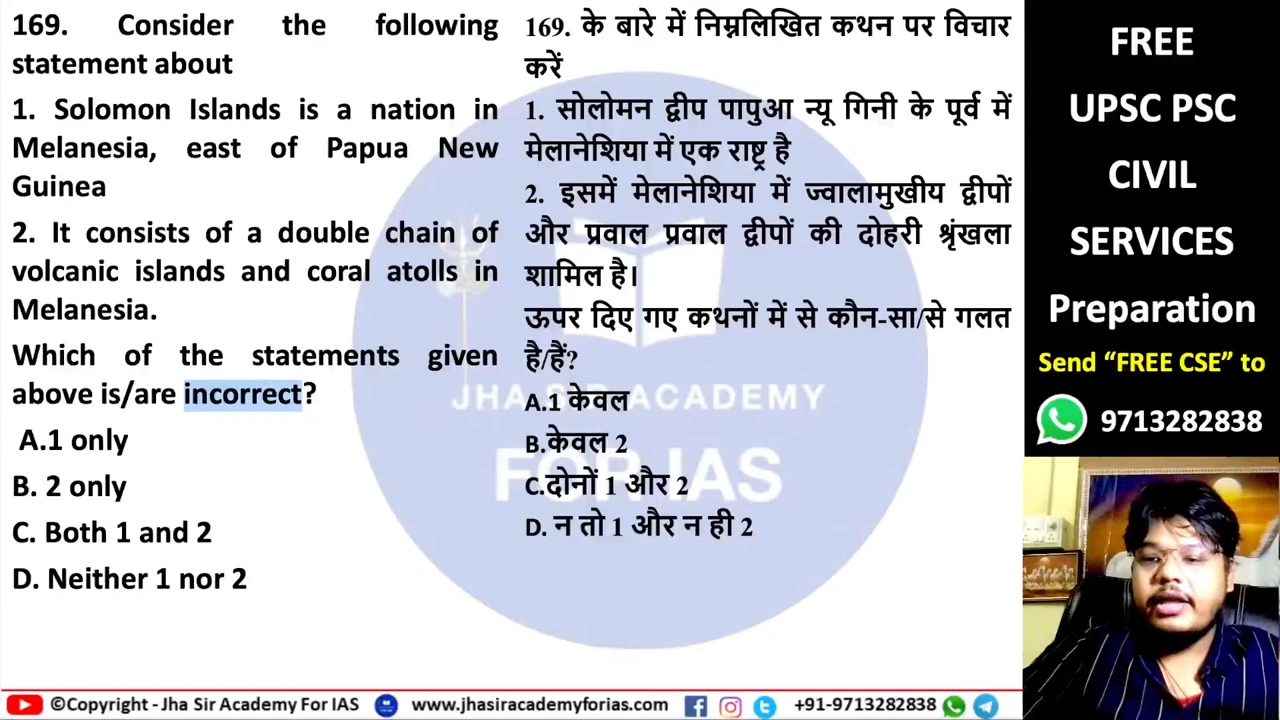 169. Consider the following
statement about
1. Solomon Islands is a nation in
Melanesia, east of Papua New
Guinea
2. It consists of a double chain of
volcanic islands and coral atolls in
Melanesia.
Which of the statements given
above is/are incorrect?
A.1 only
B. 2 only
C. Both 1 and 2
D. Neither 1 nor 2
169. के बारे में निम्नलिखित कथन पर विचार
करें
1. सोलोमन द्वीप पापुआ न्यू गिनी के पूर्व में
मेलानेशिया में एक राष्ट्र है
2. इसमें मेलानेशिया में ज्वालामुखीय द्वीपों
और प्रवाल प्रवाल द्वीपों की दोहरी श्रृंखला
शामिल है।
ऊपर दिए गए कथनों में से कौन-सा/से गलत
है/हैं?
A.1 केवल
B.केवल 2
C.दोनों 1 और 2
D. न तो 1 और न ही 2
JHA SIR ACADEMY
FOR IAS
FREE
UPSC PSC
CIVIL
SERVICES
Preparation
Send “FREE CSE” to
9713282838
©Copyright - Jha Sir Academy For IAS
www.jhasiracademyforias.com
+91-9713282838